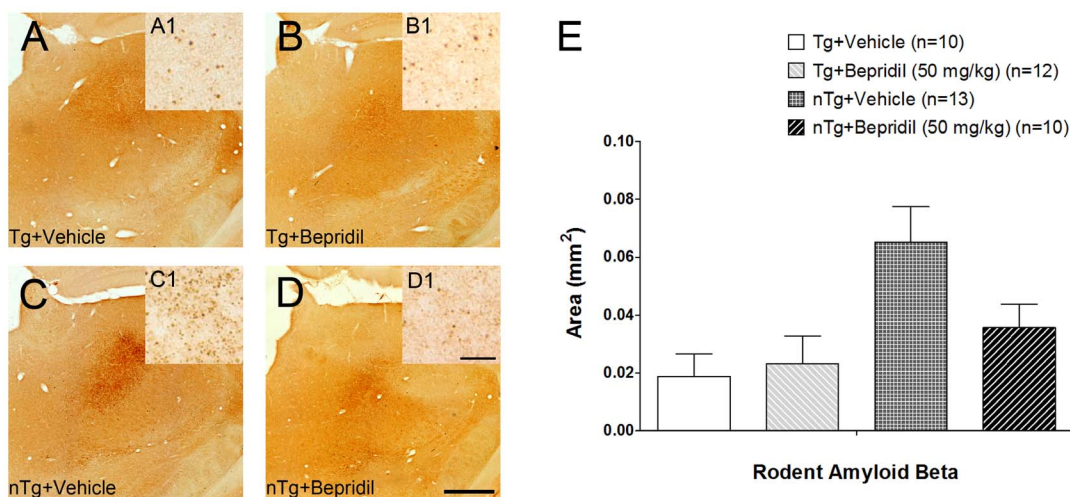 A
A1
Tg+Vehicle
B
B1
Tg+Bepridil
C
C1
nTg+Vehicle
D
D1
nTg+Bepridil
E
Tg+Vehicle (n=10)
Tg+Bepridil (50 mg/kg) (n=12)
nTg+Vehicle (n=13)
nTg+Bepridil (50 mg/kg) (n=10)
0.10
0.08
0.06
0.04
0.02
0.00
Area (mm²)
Rodent Amyloid Beta